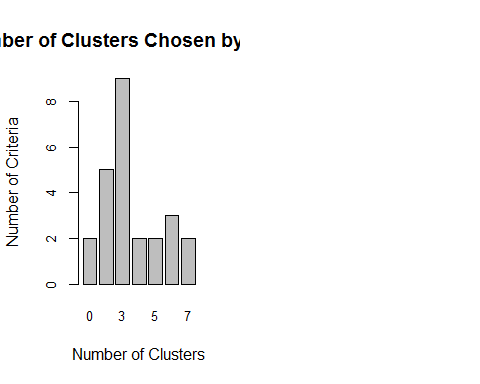 ber of Clusters Chosen by
Number of Criteria
8
6
4
2
0
0 3 5 7
Number of Clusters